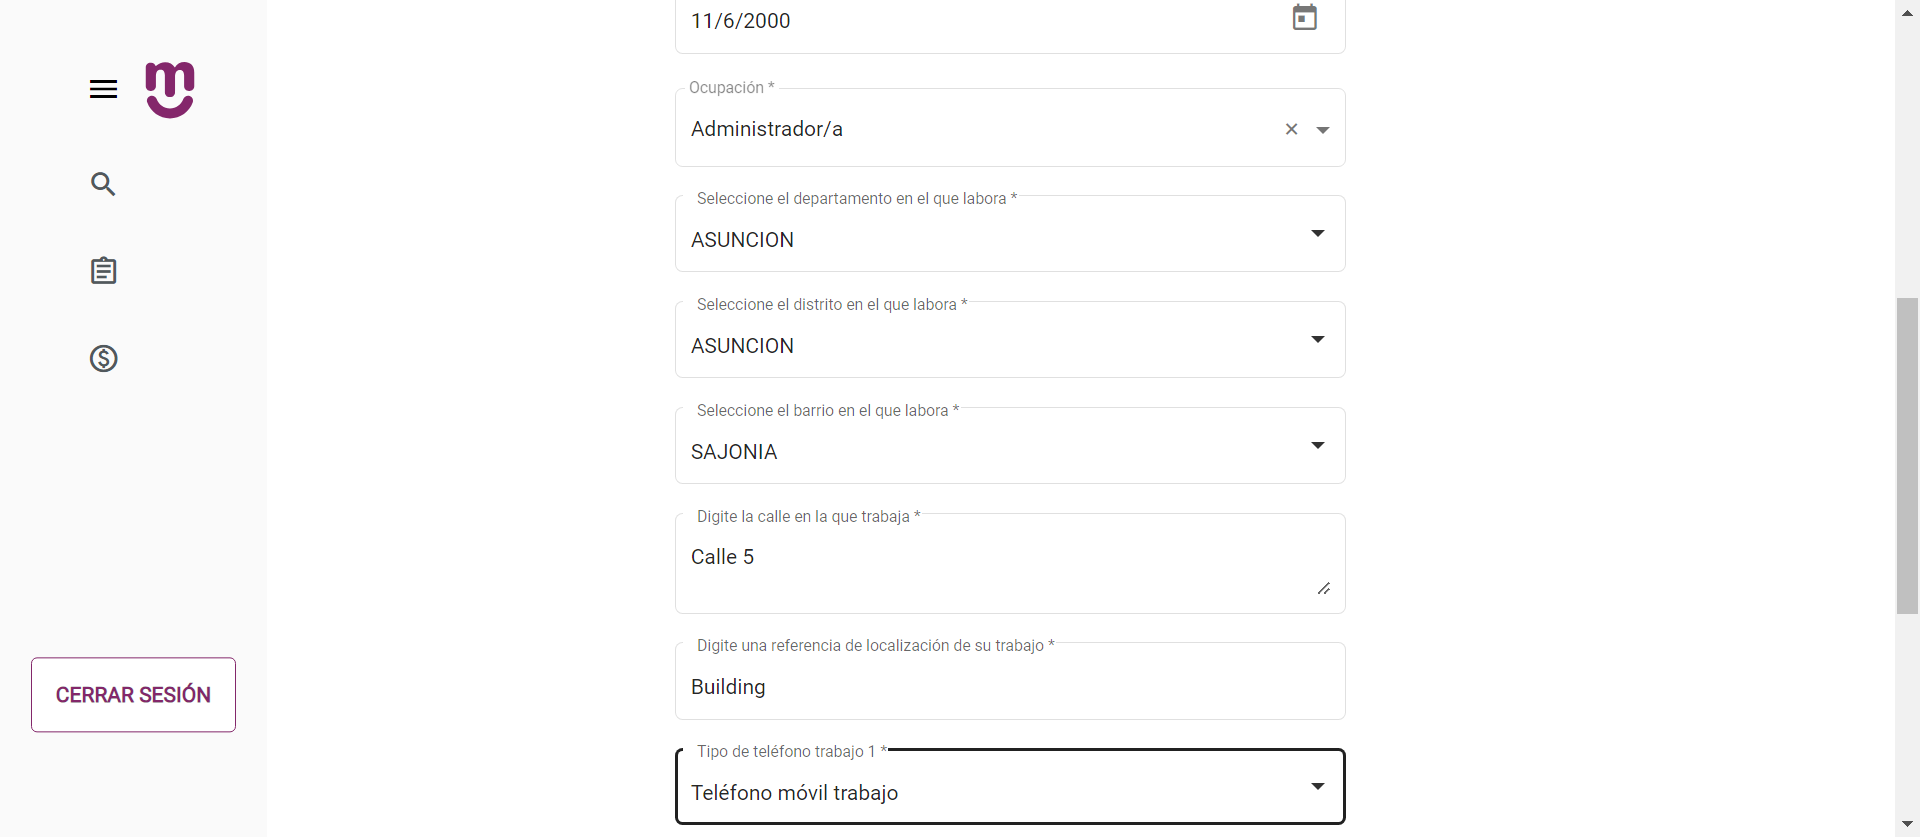 11/6/2000
Ocupación *
Administrador/a
Seleccione el departamento en el que labora *
ASUNCION
Seleccione el distrito en el que labora *
ASUNCION
Seleccione el barrio en el que labora *
SAJONIA
Digite la calle en la que trabaja *
Calle 5
Digite una referencia de localización de su trabajo *
Building
Tipo de teléfono trabajo 1 *
Teléfono móvil trabajo
CERRAR SESIÓN